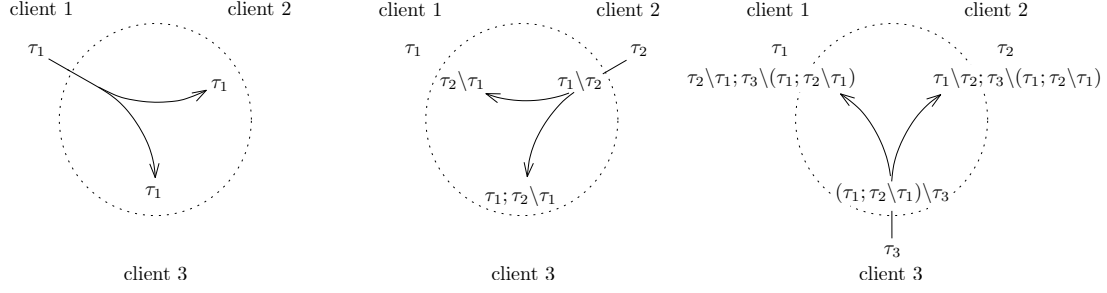 client 1
client 2
τ₁
τ₁
τ₁
client 3
client 1
client 2
τ₁
τ₂
τ₂\τ₁
τ₁\τ₂
τ₁; τ₂\τ₁
client 3
client 1
client 2
τ₁
τ₂
τ₂\τ₁; τ₃\(τ₁; τ₂\τ₁)
τ₁\τ₂; τ₃\(τ₁; τ₂\τ₁)
(τ₁; τ₂\τ₁)\τ₃
τ₃
client 3